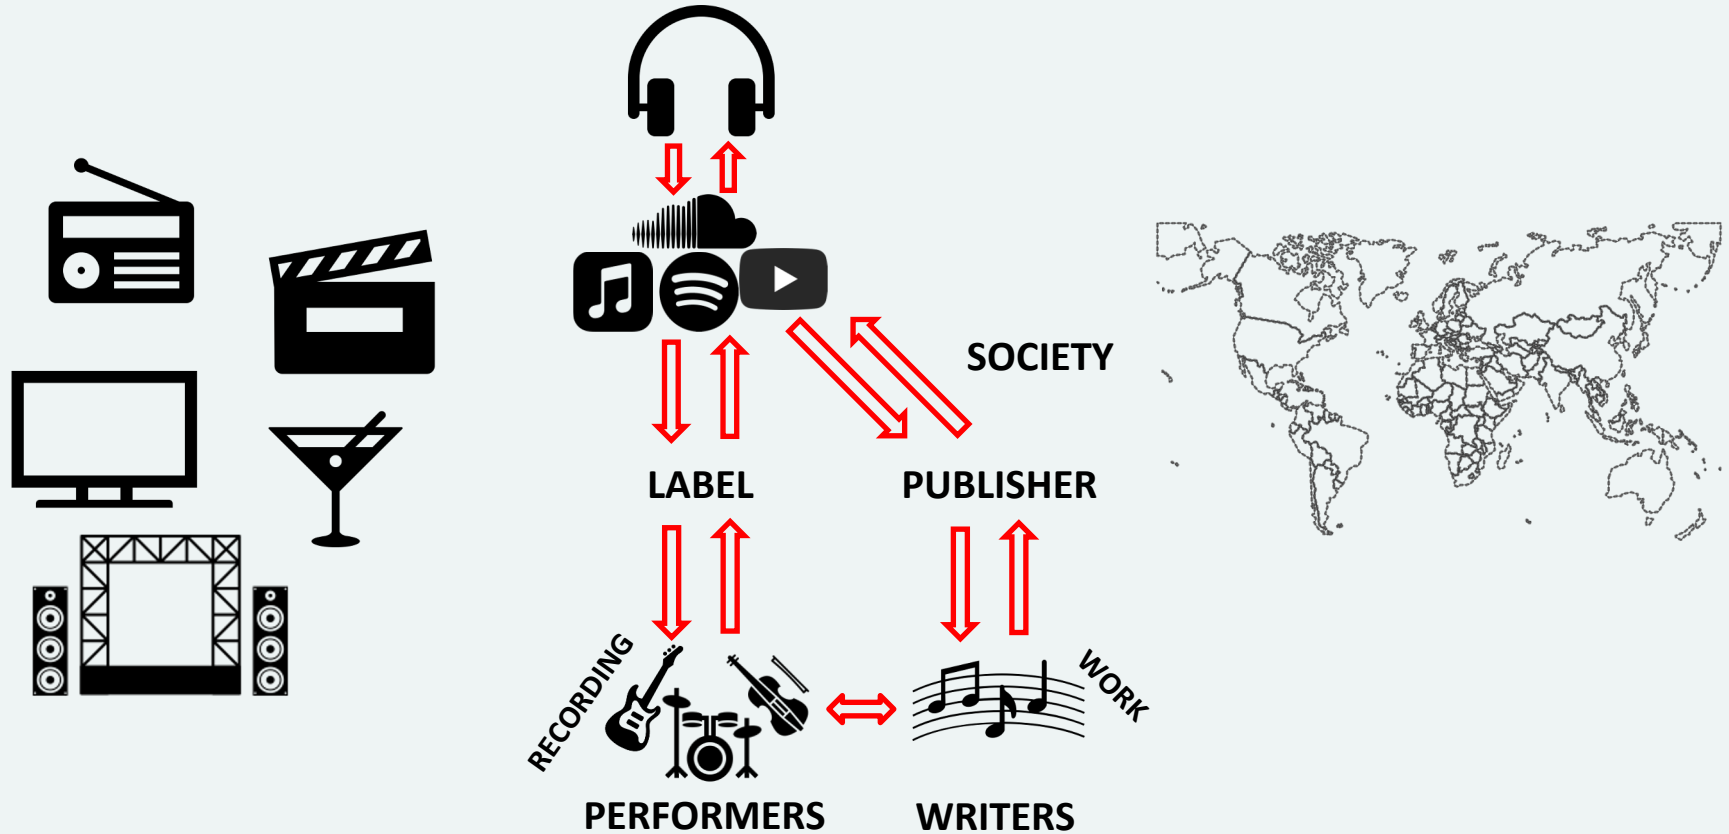 SOCIETY
LABEL
PUBLISHER
RECORDING
WORK
PERFORMERS
WRITERS